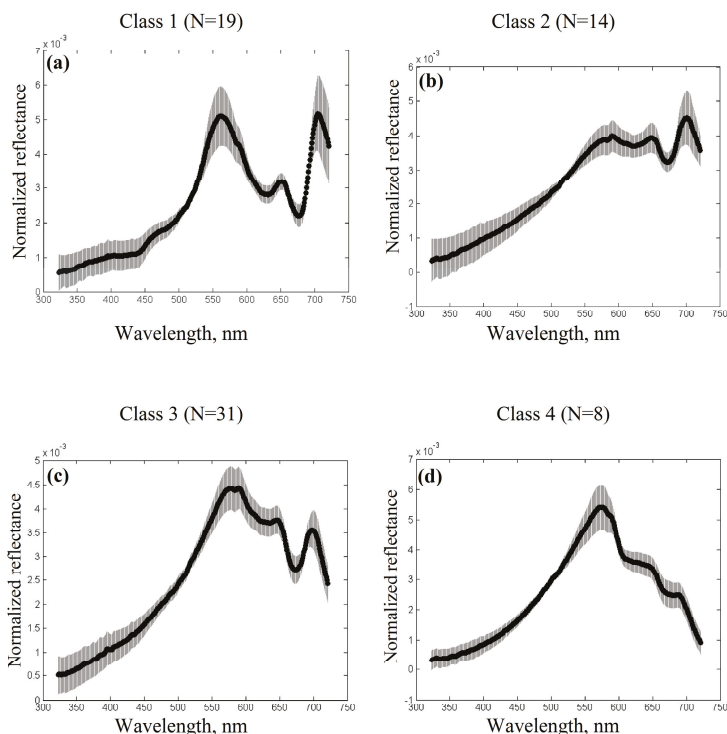 Class 1 (N=19)
x 10⁻³
(a)
7
6
5
4
3
2
1
0
300 350 400 450 500 550 600 650 700 750
Normalized reflectance
Wavelength, nm
Class 2 (N=14)
x 10⁻³
(b)
6
5
4
3
2
1
0
-1
300 350 400 450 500 550 600 650 700 750
Normalized reflectance
Wavelength, nm
Class 3 (N=31)
x 10⁻³
(c)
5
4.5
4
3.5
3
2.5
2
1.5
1
0.5
0
300 350 400 450 500 550 600 650 700 750
Normalized reflectance
Wavelength, nm
Class 4 (N=8)
x 10⁻³
(d)
7
6
5
4
3
2
1
0
-1
300 350 400 450 500 550 600 650 700 750
Normalized reflectance
Wavelength, nm